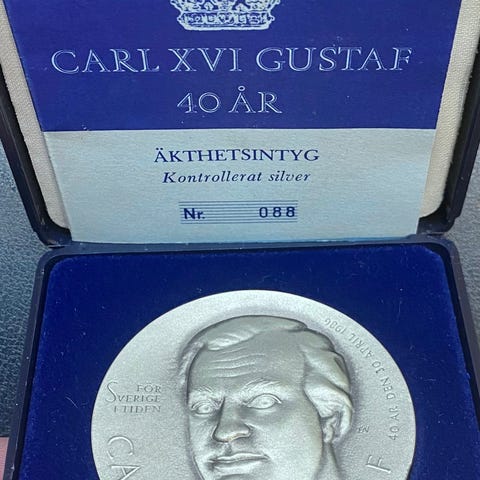 CARL XVI GUSTAF
40 ÅR
ÄKTHETSINTYG
Kontrollerat silver
Nr. 088
FÖR
SVERIGE
I TIDEN
CA
F
40 ÅR DEN 30 APRIL 1986